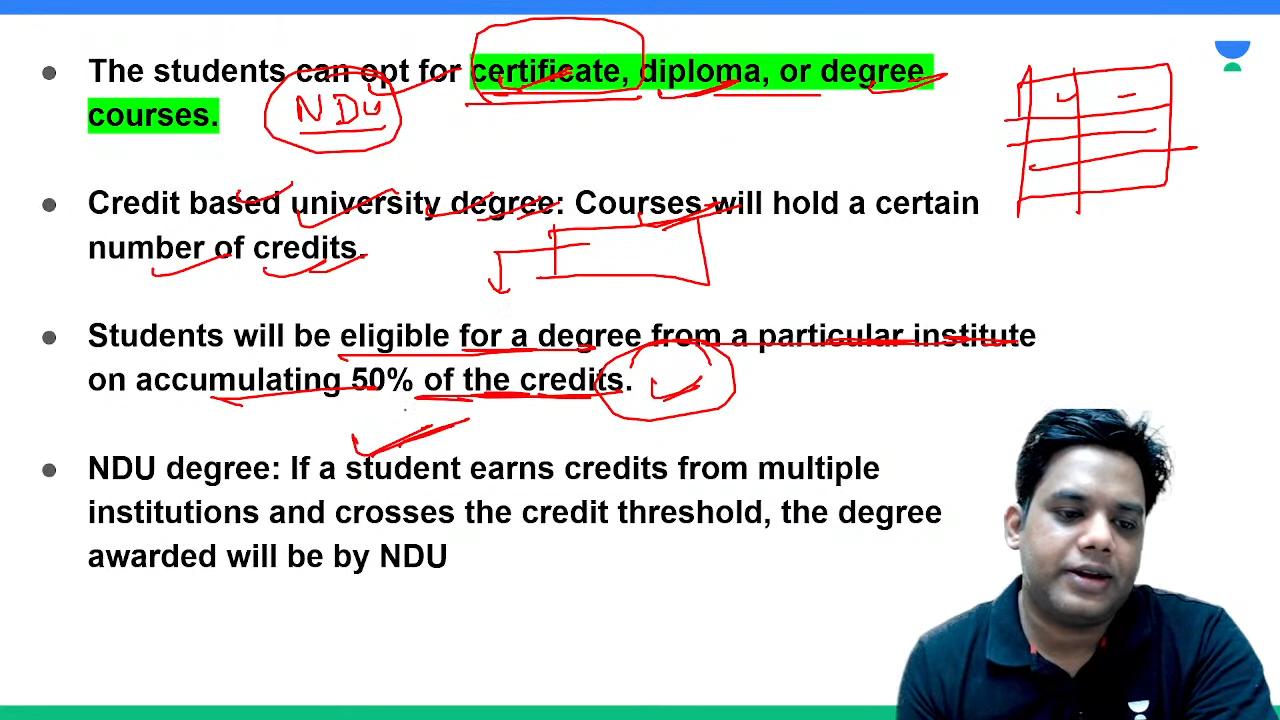 The students can opt for certificate, diploma, or degree
courses.
NDU
Credit based university degree: Courses will hold a certain
number of credits.
Students will be eligible for a degree from a particular institute
on accumulating 50% of the credits.
NDU degree: If a student earns credits from multiple
institutions and crosses the credit threshold, the degree
awarded will be by NDU